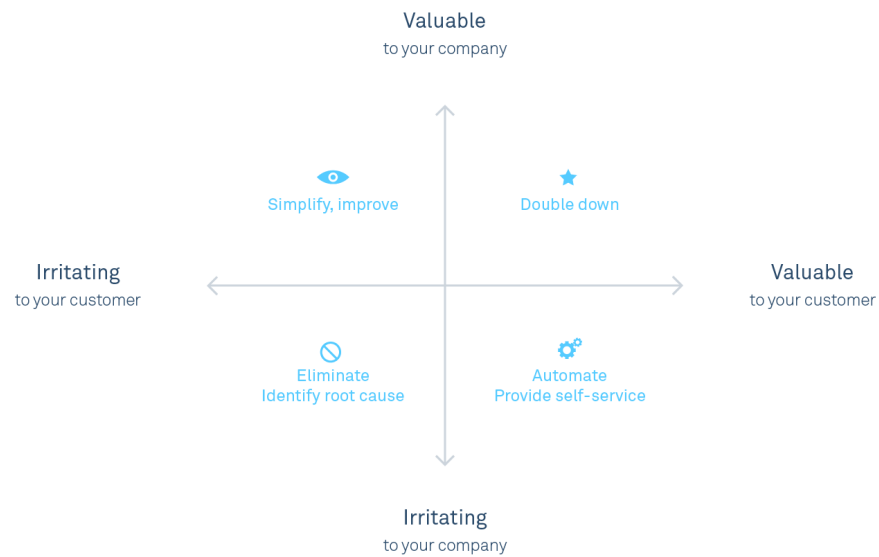 Valuable
to your company
Simplify, improve
Double down
Irritating
to your customer
Valuable
to your customer
Eliminate
Identify root cause
Automate
Provide self-service
Irritating
to your company